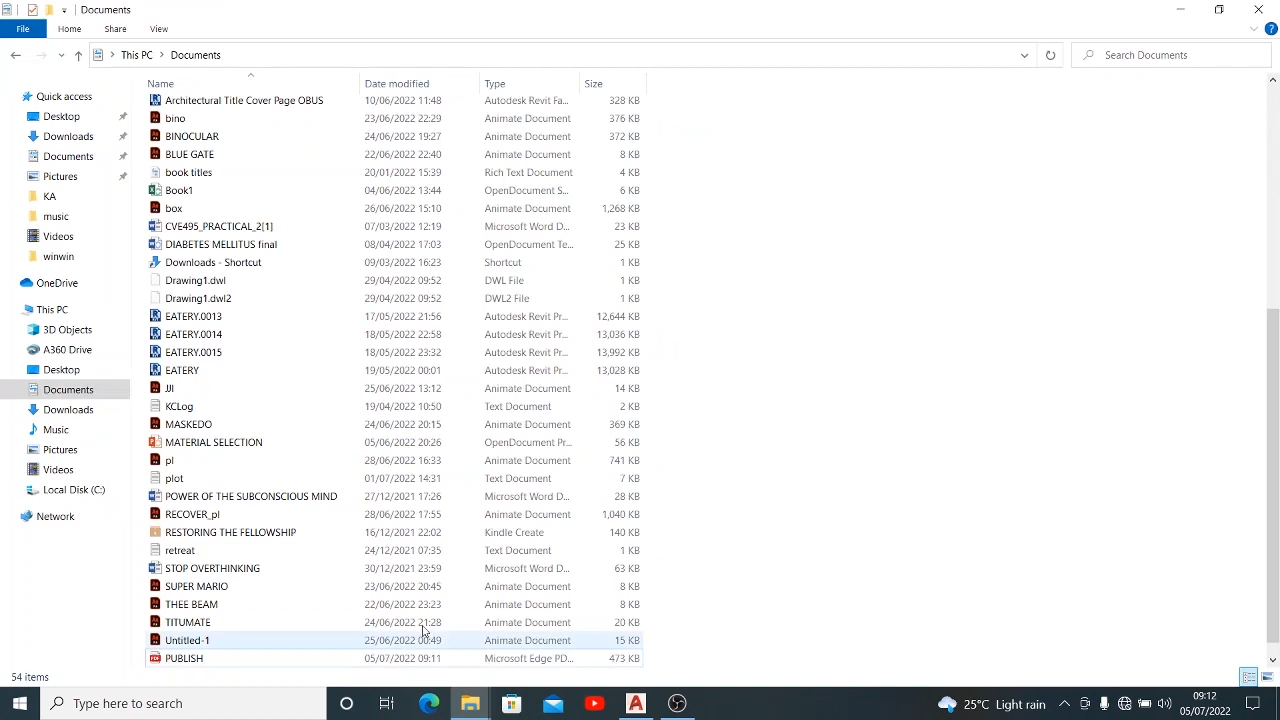 Documents
File Home Share View
This PC Documents Search Documents
Name Date modified Type Size
Quick access
Desktop
Downloads
Documents
Pictures
KA
music
Videos
winwin
OneDrive
This PC
3D Objects
A360 Drive
Desktop
Documents
Downloads
Music
Pictures
Videos
Local Disk (C:)
Network
Architectural Title Cover Page OBUS 10/06/2022 11:48 Autodesk Revit Fa... 328 KB
bino 23/06/2022 22:29 Animate Document 376 KB
BINOCULAR 24/06/2022 19:27 Animate Document 372 KB
BLUE GATE 22/06/2022 22:40 Animate Document 8 KB
book titles 20/01/2022 15:39 Rich Text Document 4 KB
Book1 04/06/2022 13:44 OpenDocument S... 6 KB
box 26/06/2022 15:10 Animate Document 1,268 KB
CVE495_PRACTICAL_2[1] 07/03/2022 12:19 Microsoft Word D... 23 KB
DIABETES MELLITUS final 08/04/2022 17:03 OpenDocument Te... 25 KB
Downloads - Shortcut 09/03/2022 16:23 Shortcut 1 KB
Drawing1.dwl 29/04/2022 09:52 DWL File 1 KB
Drawing1.dwl2 29/04/2022 09:52 DWL2 File 1 KB
EATERY.0013 17/05/2022 21:56 Autodesk Revit Pr... 12,644 KB
EATERY.0014 18/05/2022 22:58 Autodesk Revit Pr... 13,036 KB
EATERY.0015 18/05/2022 23:32 Autodesk Revit Pr... 13,992 KB
EATERY 19/05/2022 00:01 Autodesk Revit Pr... 13,028 KB
JJI 25/06/2022 13:12 Animate Document 14 KB
KCLog 19/04/2022 10:50 Text Document 2 KB
MASKEDO 24/06/2022 20:15 Animate Document 369 KB
MATERIAL SELECTION 05/06/2022 20:26 OpenDocument Pr... 56 KB
pl 28/06/2022 16:33 Animate Document 741 KB
plot 01/07/2022 14:31 Text Document 7 KB
POWER OF THE SUBCONSCIOUS MIND 27/12/2021 17:26 Microsoft Word D... 28 KB
RECOVER_pl 28/06/2022 17:55 Animate Document 1,040 KB
RESTORING THE FELLOWSHIP 16/12/2021 22:02 Kindle Create 140 KB
retreat 24/12/2021 07:35 Text Document 1 KB
STOP OVERTHINKING 30/12/2021 23:59 Microsoft Word D... 63 KB
SUPER MARIO 23/06/2022 20:45 Animate Document 8 KB
THEE BEAM 22/06/2022 23:23 Animate Document 8 KB
TITUMATE 24/06/2022 21:28 Animate Document 20 KB
Untitled-1 25/06/2022 00:49 Animate Document 15 KB
PUBLISH 05/07/2022 09:11 Microsoft Edge PD... 473 KB
54 items
Type here to search 25°C Light rain 09:12
05/07/2022